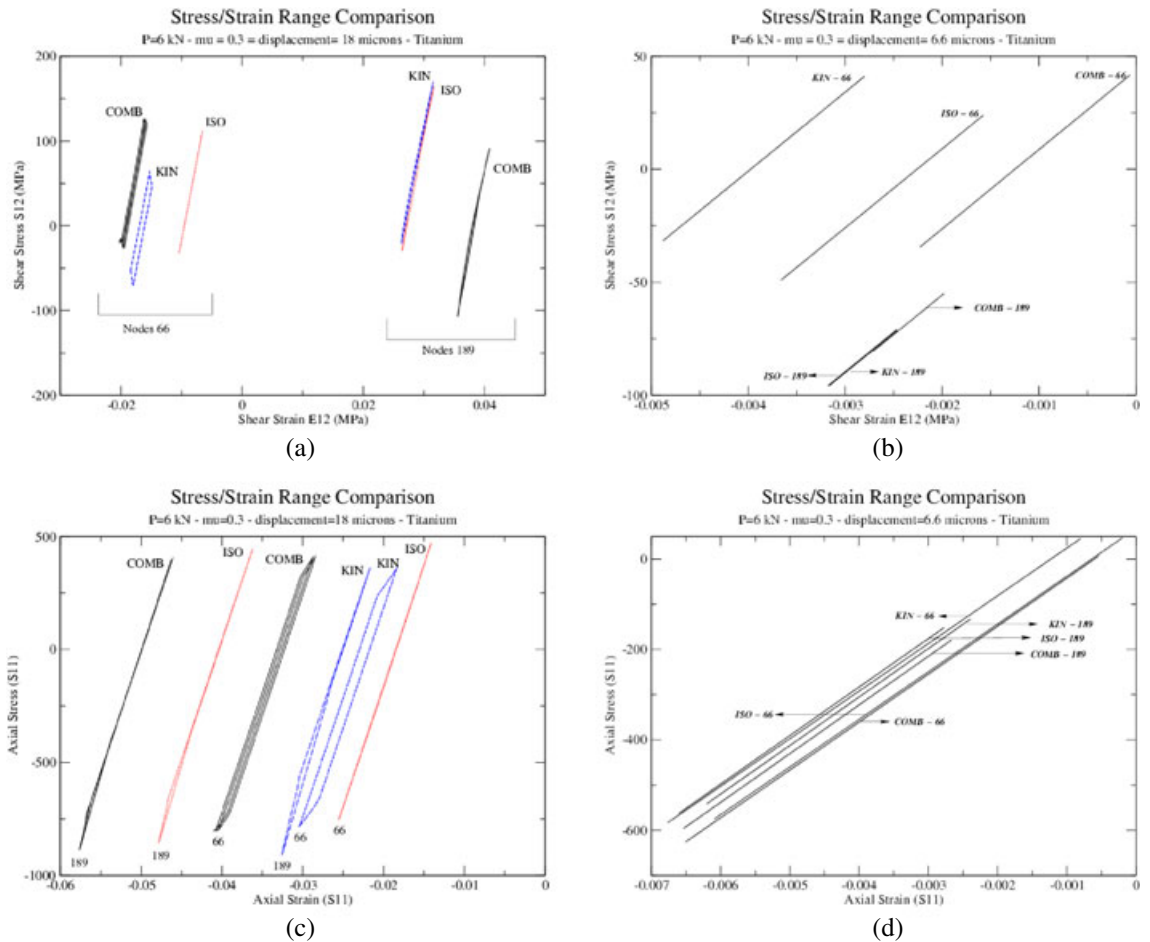 Stress/Strain Range Comparison
P=6 kN - mu = 0.3 = displacement= 18 microns - Titanium
200
100
0
-100
-200
Shear Stress S12 (MPa)
COMB
KIN
ISO
KIN
ISO
COMB
Nodes 66
Nodes 189
-0.02
0
0.02
0.04
Shear Strain E12 (MPa)
(a)
Stress/Strain Range Comparison
P=6 kN - mu = 0.3 = displacement= 6.6 microns - Titanium
50
0
-50
-100
Shear Stress S12 (MPa)
KIN - 66
ISO - 66
COMB - 66
COMB - 189
ISO - 189
KIN - 189
-0.005
-0.004
-0.003
-0.002
-0.001
0
Shear Strain E12 (MPa)
(b)
Stress/Strain Range Comparison
P=6 kN - mu=0.3 - displacement=18 microns - Titanium
500
0
-500
-1000
Axial Stress (S11)
COMB
ISO
COMB
KIN
KIN
ISO
189
189
66
189
66
66
-0.06
-0.05
-0.04
-0.03
-0.02
-0.01
0
Axial Strain (S11)
(c)
Stress/Strain Range Comparison
P=6 kN - mu=0.3 - displacement=6.6 microns - Titanium
0
-200
-400
-600
Axial Stress (S11)
KIN - 66
KIN - 189
ISO - 189
COMB - 189
ISO - 66
COMB - 66
-0.007
-0.006
-0.005
-0.004
-0.003
-0.002
-0.001
0
Axial Strain (S11)
(d)